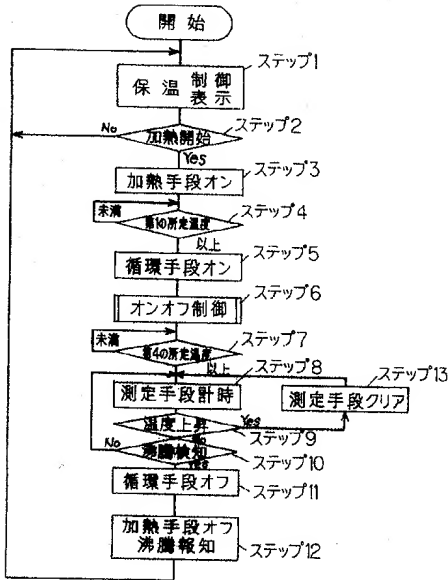 開始
ステップ1
保温 制御
表示
ステップ2
No
加熱開始
Yes
ステップ3
加熱手段オン
ステップ4
未満
第1の所定温度
以上
ステップ5
循環手段オン
ステップ6
オンオフ制御
ステップ7
未満
第4の所定温度
以上
ステップ8
ステップ13
測定手段計時
測定手段クリア
温度上昇
Yes
ステップ9
No
No
沸騰検知
ステップ10
Yes
循環手段オフ
ステップ11
加熱手段オフ
沸騰報知
ステップ12